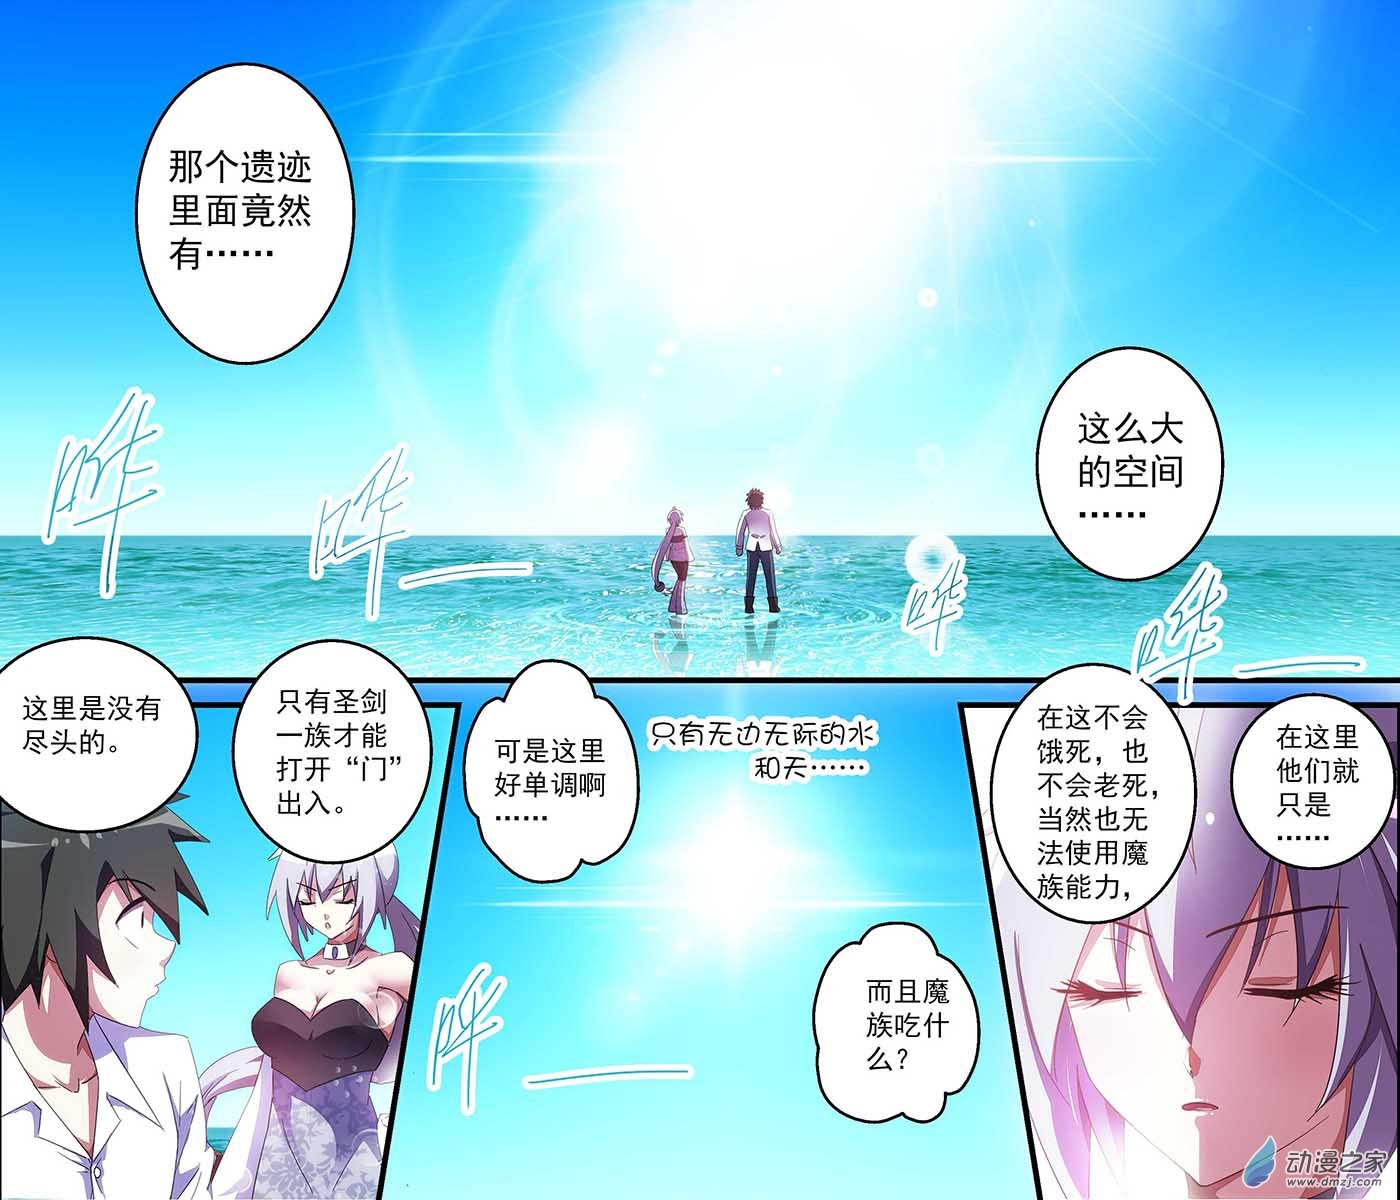 那个遗迹
里面竟然
有……
这么大
的空间
……
哗
哗—
哗
哗—
这里是没有
尽头的。
只有圣剑
一族才能
打开“门”
出入。
可是这里
好单调啊
……
只有无边无际的水
和天……
哗—
而且魔
族吃什
么？
在这不会
饿死，也
不会老死，
当然也无
法使用魔
族能力，
在这里
他们就
只是
……
动漫之家
www.dmzj.com